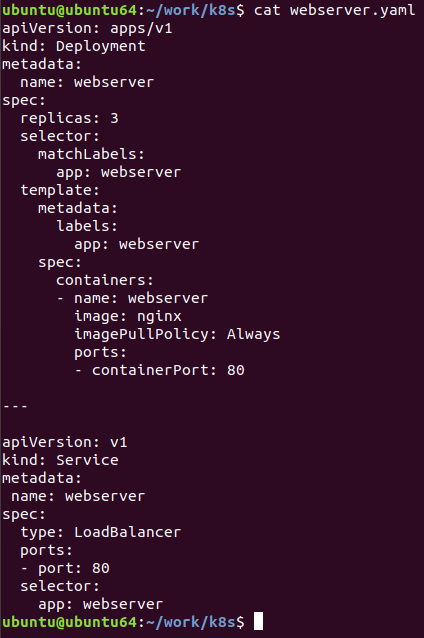 ubuntu@ubuntu64:~/work/k8s$ cat webserver.yaml
apiVersion: apps/v1
kind: Deployment
metadata:
  name: webserver
spec:
  replicas: 3
  selector:
    matchLabels:
      app: webserver
  template:
    metadata:
      labels:
        app: webserver
    spec:
      containers:
      - name: webserver
        image: nginx
        imagePullPolicy: Always
        ports:
        - containerPort: 80

---

apiVersion: v1
kind: Service
metadata:
 name: webserver
spec:
  type: LoadBalancer
  ports:
  - port: 80
  selector:
    app: webserver
ubuntu@ubuntu64:~/work/k8s$